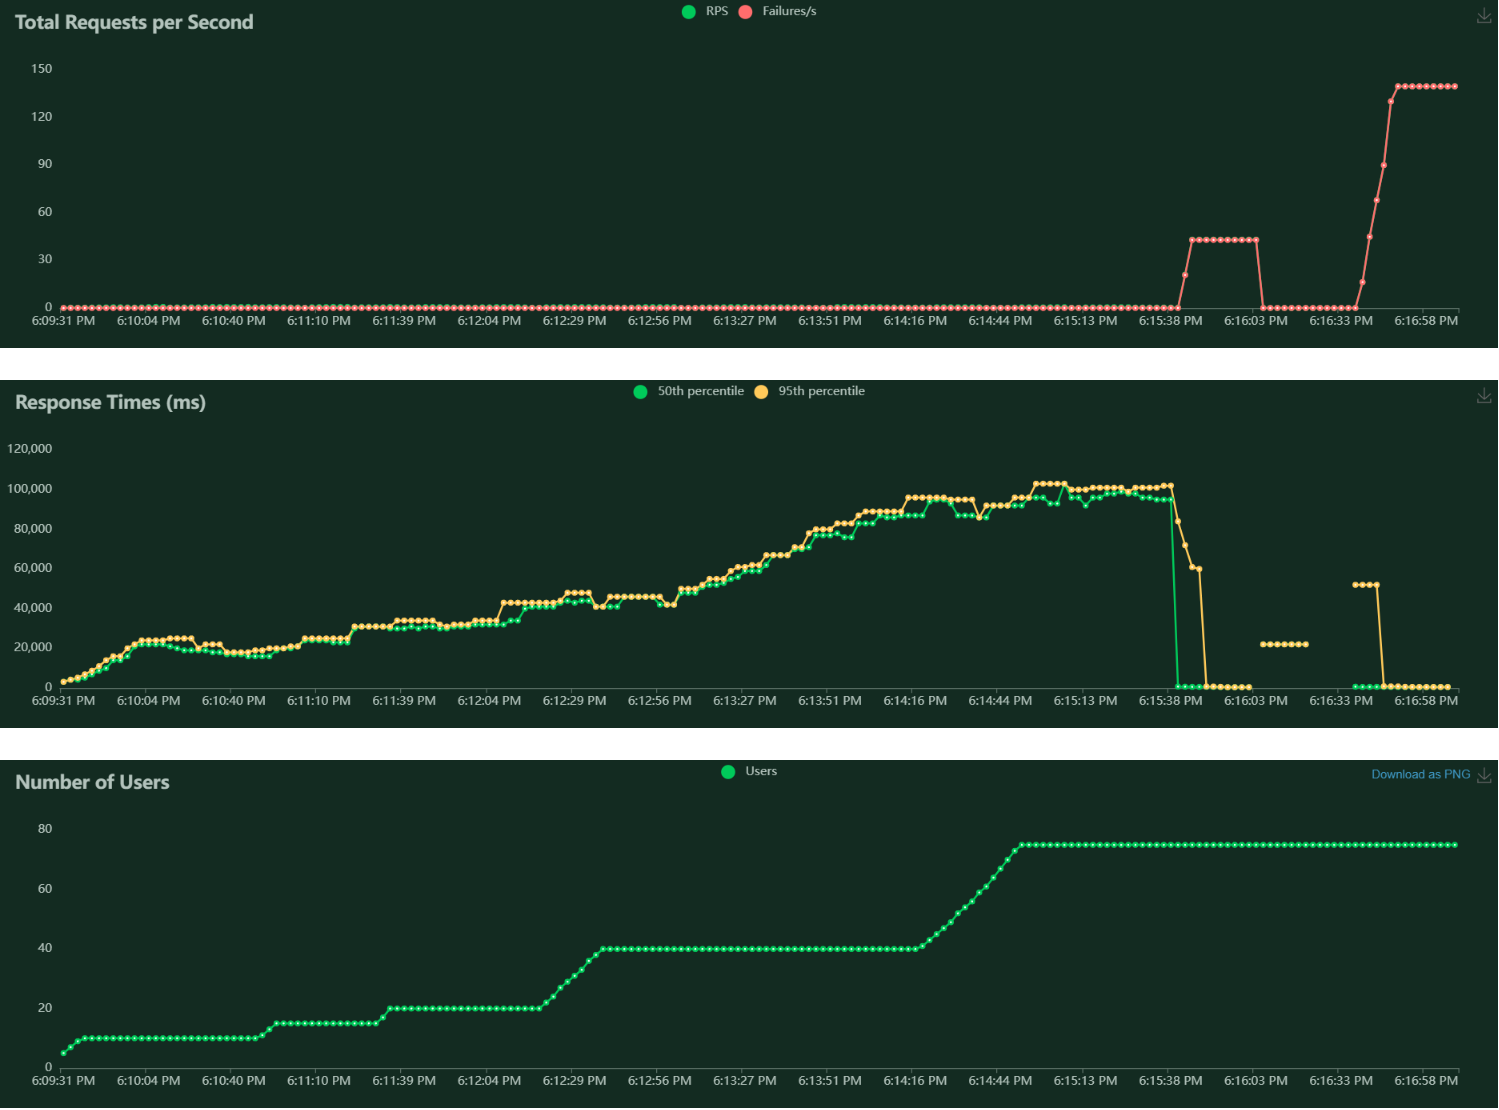 Total Requests per Second
RPS Failures/s
150
120
90
60
30
0
6:09:31 PM 6:10:04 PM 6:10:40 PM 6:11:10 PM 6:11:39 PM 6:12:04 PM 6:12:29 PM 6:12:56 PM 6:13:27 PM 6:13:51 PM 6:14:16 PM 6:14:44 PM 6:15:13 PM 6:15:38 PM 6:16:03 PM 6:16:33 PM 6:16:58 PM
Response Times (ms)
50th percentile 95th percentile
120,000
100,000
80,000
60,000
40,000
20,000
0
6:09:31 PM 6:10:04 PM 6:10:40 PM 6:11:10 PM 6:11:39 PM 6:12:04 PM 6:12:29 PM 6:12:56 PM 6:13:27 PM 6:13:51 PM 6:14:16 PM 6:14:44 PM 6:15:13 PM 6:15:38 PM 6:16:03 PM 6:16:33 PM 6:16:58 PM
Number of Users
Users
Download as PNG
80
60
40
20
0
6:09:31 PM 6:10:04 PM 6:10:40 PM 6:11:10 PM 6:11:39 PM 6:12:04 PM 6:12:29 PM 6:12:56 PM 6:13:27 PM 6:13:51 PM 6:14:16 PM 6:14:44 PM 6:15:13 PM 6:15:38 PM 6:16:03 PM 6:16:33 PM 6:16:58 PM